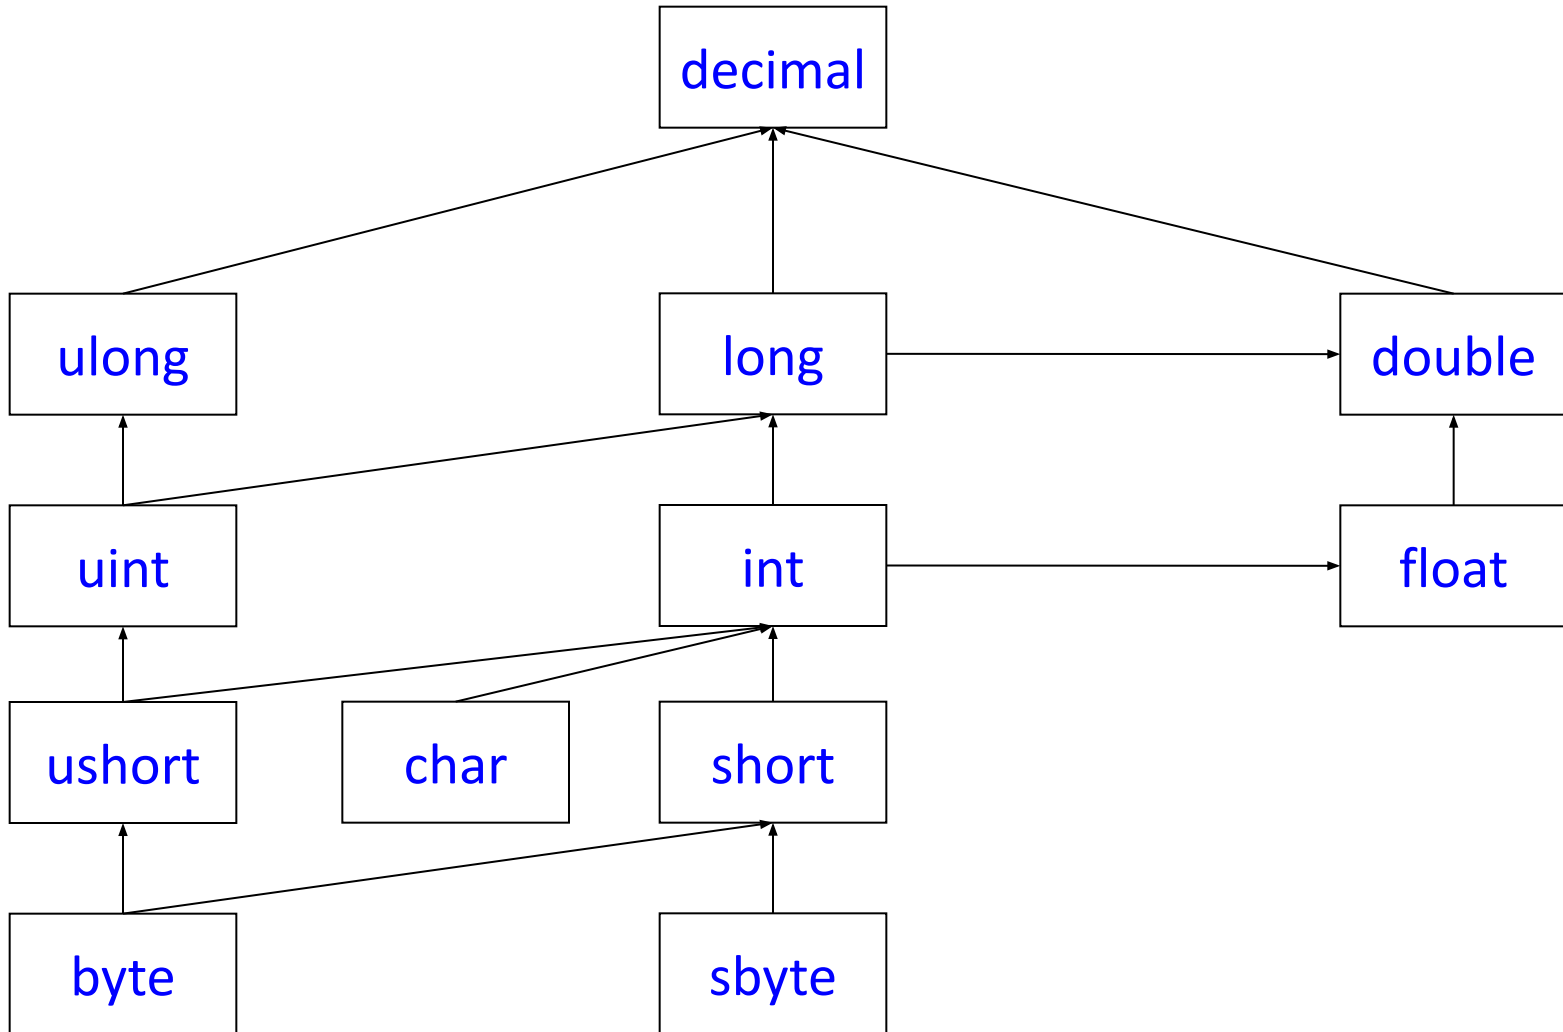 decimal
ulong
long
double
uint
int
float
ushort
char
short
byte
sbyte